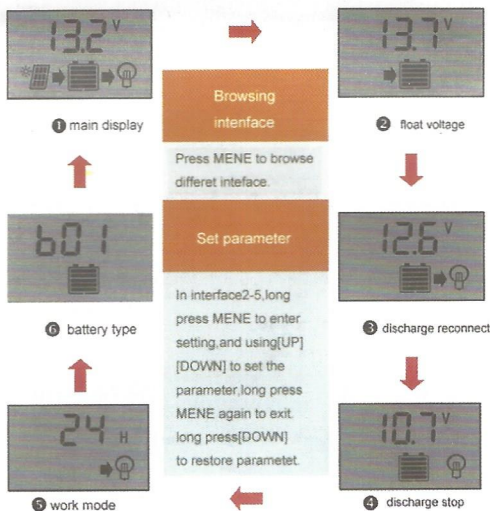 13.2 V
❶ main display
13.7 V
❷ float voltage
Browsing
intenface
Press MENE to browse
differet inteface.
Set parameter
In interface2-5,long
press MENE to enter
setting,and using[UP]
[DOWN] to set the
parameter,long press
MENE again to exit.
long press[DOWN]
to restore parametet.
12.6 V
❸ discharge reconnect
10.7 V
❹ discharge stop
24 H
❺ work mode
b01
❻ battery type